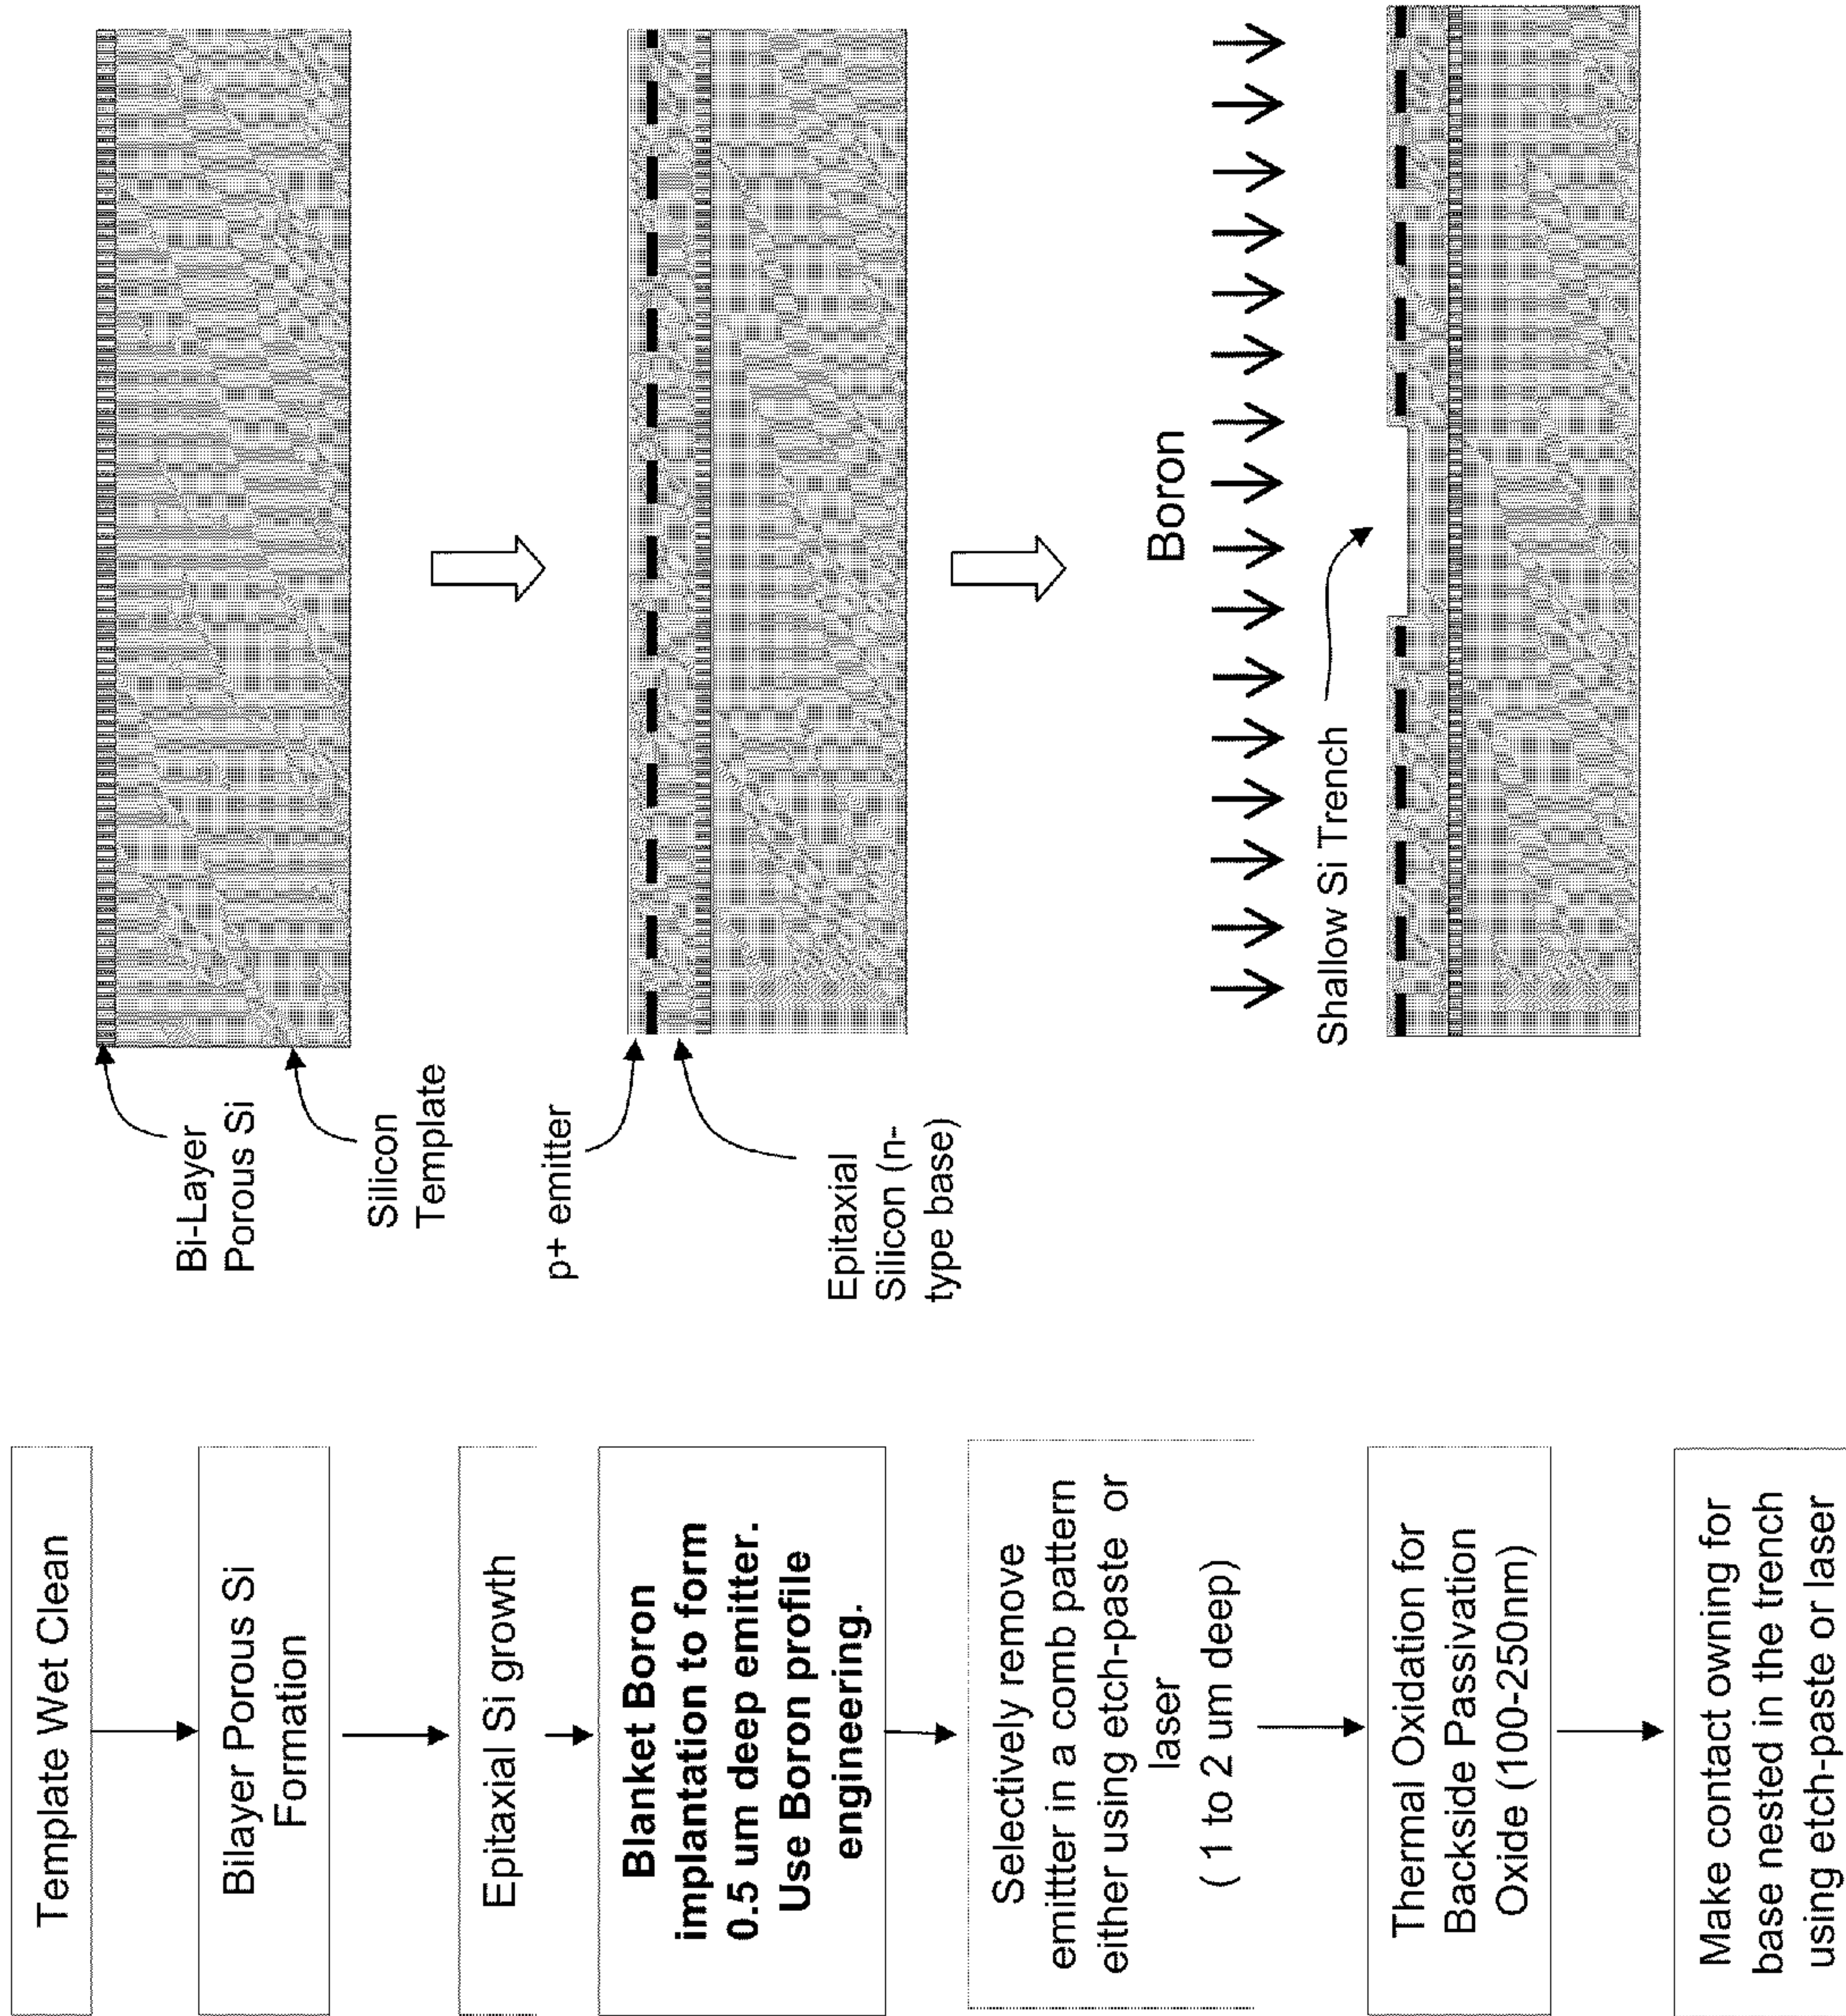 Template Wet Clean
Bilayer Porous Si
Formation
Epitaxial Si growth
Blanket Boron
implantation to form
0.5 um deep emitter.
Use Boron profile
engineering.
Selectively remove
emittter in a comb pattern
either using etch-paste or
laser
( 1 to 2 um deep)
Thermal Oxidation for
Backside Passivation
Oxide (100-250nm)
Make contact owning for
base nested in the trench
using etch-paste or laser
Bi-Layer
Porous Si
Silicon
Template
p+ emitter
Epitaxial
Silicon (n-
type base)
Boron
Shallow Si Trench